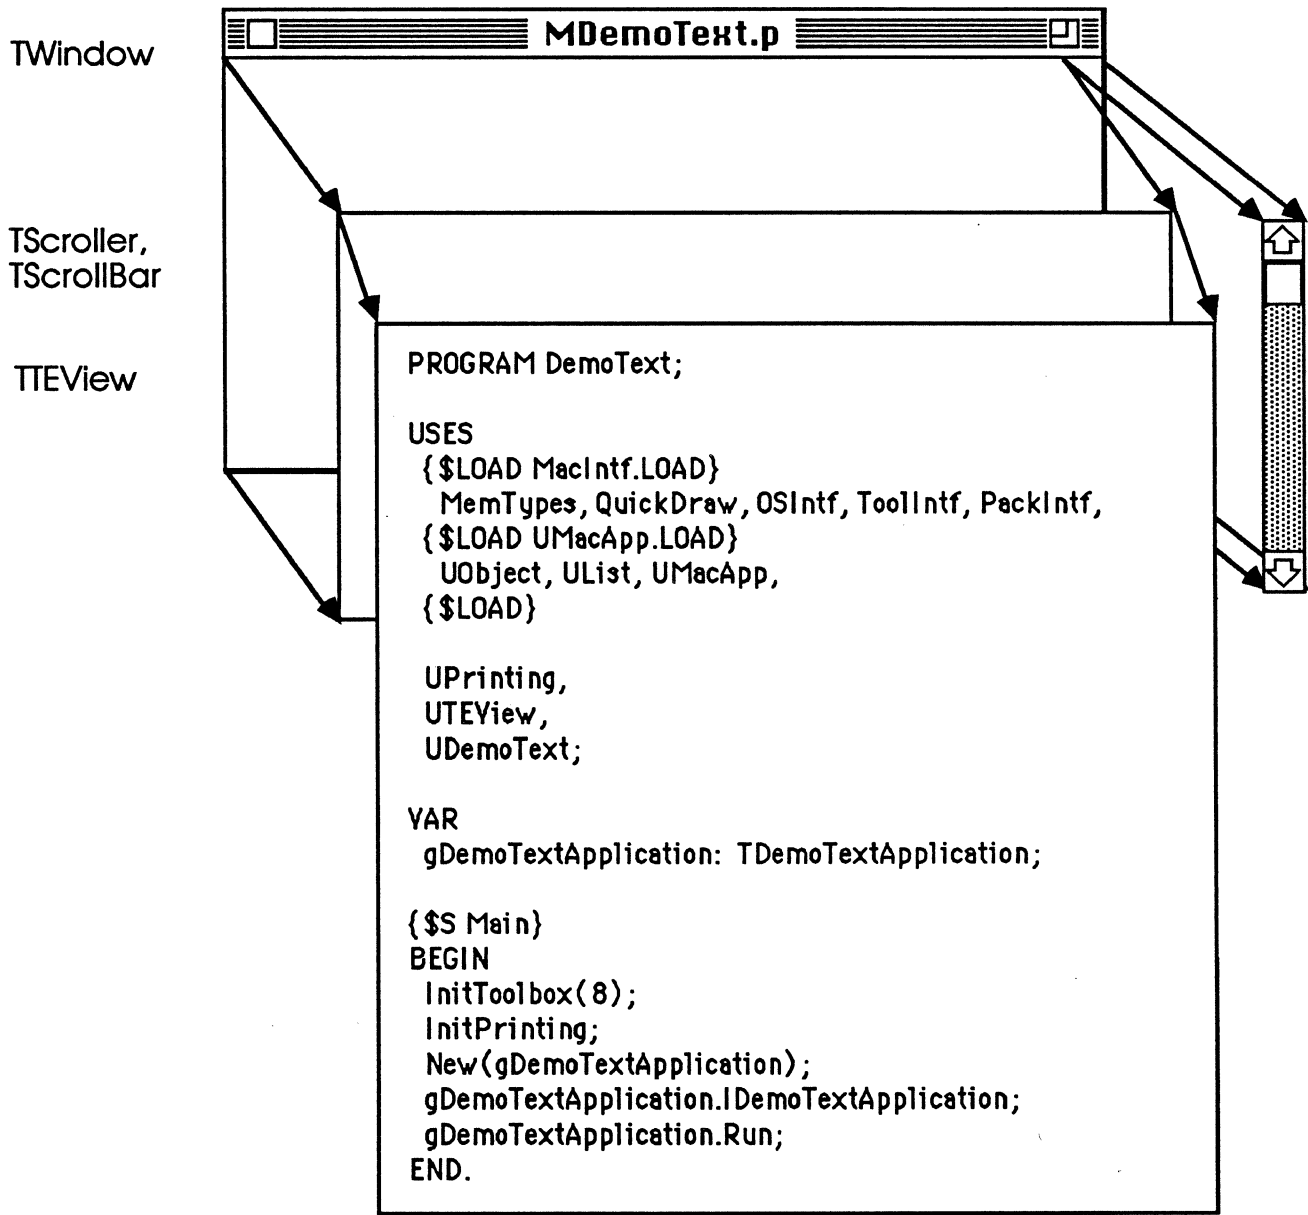 MDemoText.p
TWindow
TScroller,
TScrollBar
TTEView
PROGRAM DemoText;
USES
{$LOAD MacIntf.LOAD}
MemTypes, QuickDraw, OSIntf, ToolIntf, PackIntf,
{$LOAD UMacApp.LOAD}
UObject, UList, UMacApp,
{$LOAD}
UPrinting,
UTEView,
UDemoText;
VAR
gDemoTextApplication: TDemoTextApplication;
{$S Main}
BEGIN
InitToolbox(8);
InitPrinting;
New(gDemoTextApplication);
gDemoTextApplication.IDemoTextApplication;
gDemoTextApplication.Run;
END.